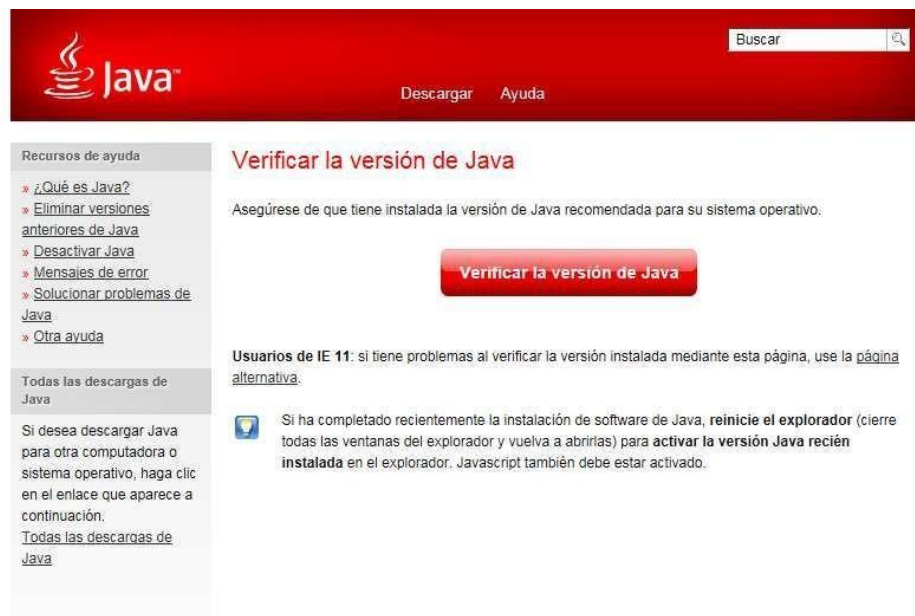 Java™
Buscar
Descargar Ayuda
Recursos de ayuda
» ¿Qué es Java?
» Eliminar versiones
anteriores de Java
» Desactivar Java
» Mensajes de error
» Solucionar problemas de
Java
» Otra ayuda
Todas las descargas de
Java
Si desea descargar Java
para otra computadora o
sistema operativo, haga clic
en el enlace que aparece a
continuación.
Todas las descargas de
Java
Verificar la versión de Java
Asegúrese de que tiene instalada la versión de Java recomendada para su sistema operativo.
Verificar la versión de Java
Usuarios de IE 11: si tiene problemas al verificar la versión instalada mediante esta página, use la página
alternativa.
Si ha completado recientemente la instalación de software de Java, reinicie el explorador (cierre
todas las ventanas del explorador y vuelva a abrirlas) para activar la versión Java recién
instalada en el explorador. Javascript también debe estar activado.